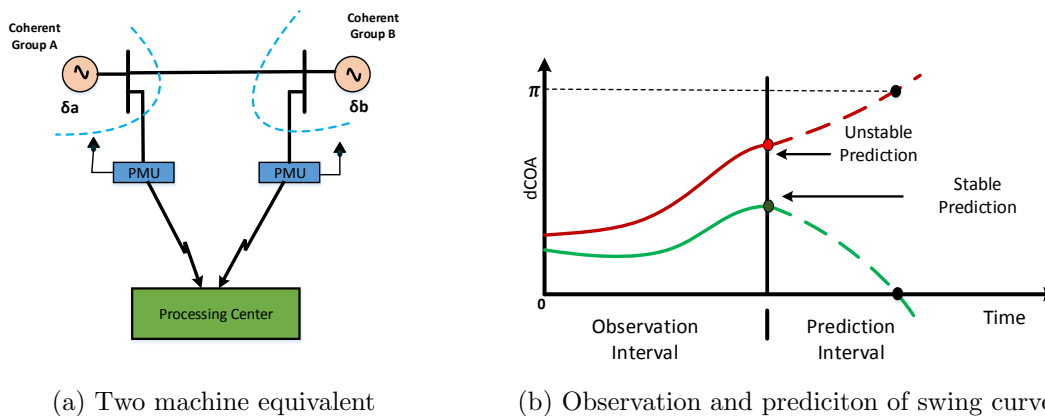 Coherent
Group A
Coherent
Group B
δa
δb
PMU
PMU
Processing Center
(a) Two machine equivalent
dCOA
π
0
Unstable
Prediction
Stable
Prediction
Time
Observation
Interval
Prediction
Interval
(b) Observation and prediciton of swing curve